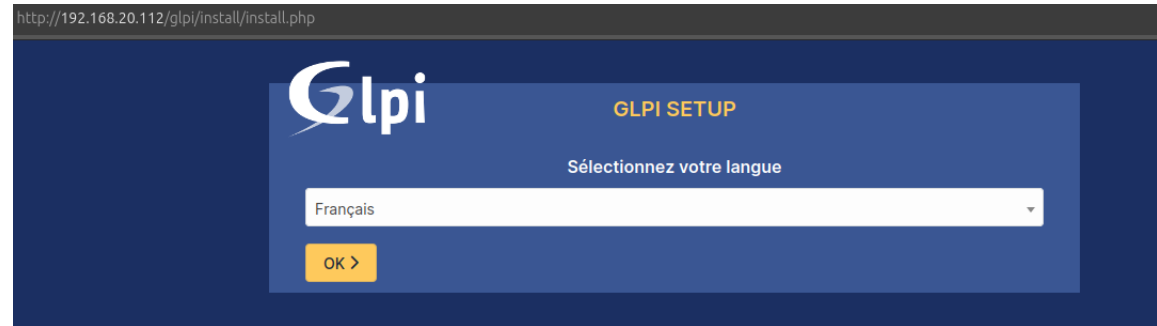 http://192.168.20.112/glpi/install/install.php
Glpi
GLPI SETUP
Sélectionnez votre langue
Français
OK >